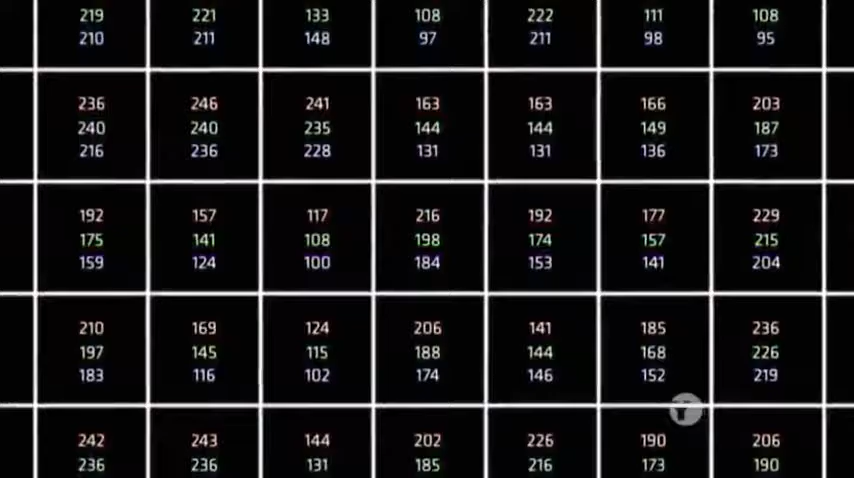 219 221 133 108 222 111 108
210 211 148 97 211 98 95
236 246 241 163 163 166 203
240 240 235 144 144 149 187
216 236 228 131 131 136 173
192 157 117 216 192 177 229
175 141 108 198 174 157 215
159 124 100 184 153 141 204
210 169 124 206 141 185 236
197 145 115 188 144 168 226
183 116 102 174 146 152 219
T
242 243 144 202 226 190 206
236 236 131 185 216 173 190